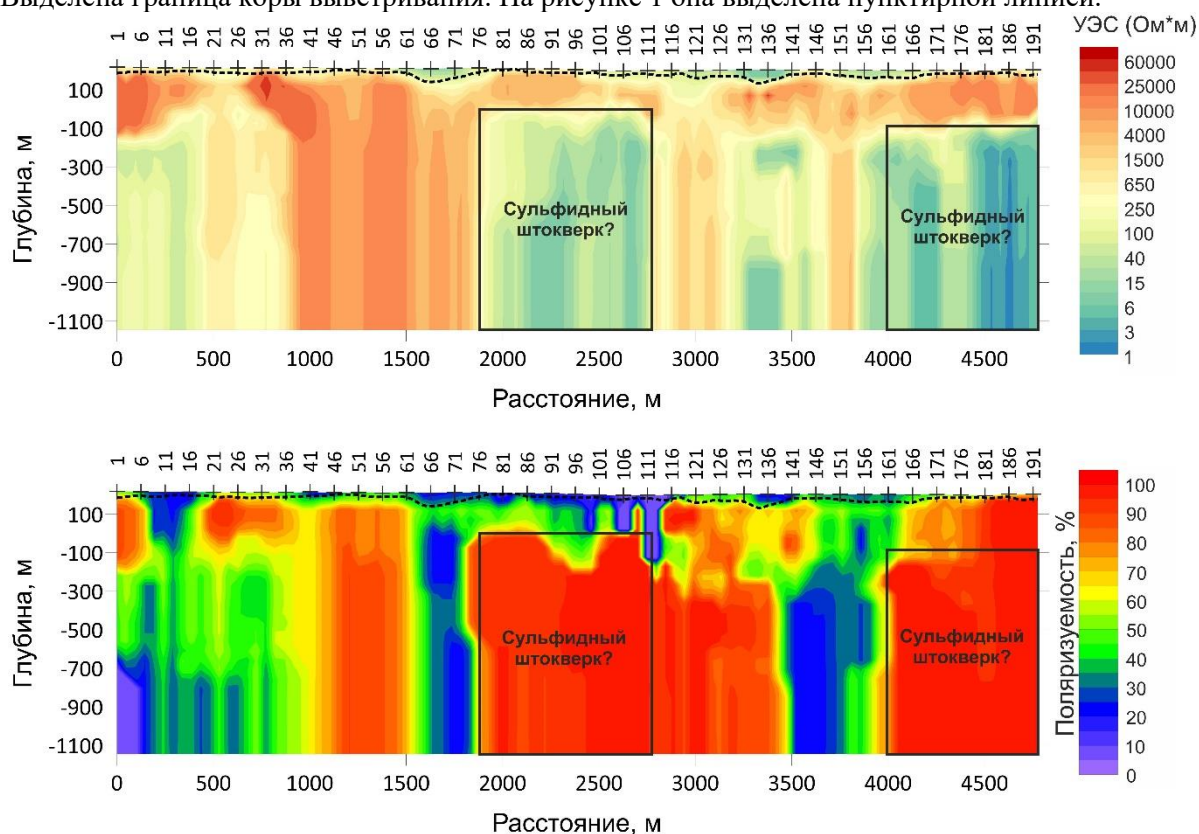 Выделена граница коры выветривания. На рисунке 1 она выделена пунктирной линией.
1 6 11 16 21 26 31 36 41 46 51 56 61 66 71 76 81 86 91 96 101 106 111 116 121 126 131 136 141 146 151 156 161 166 171 176 181 186 191
УЭС (Ом*м)
Глубина, м
100
-100
-300
-500
-700
-900
-1100
Сульфидный
штокверк?
Сульфидный
штокверк?
60000
25000
10000
4000
1500
650
250
100
40
15
6
3
1
0 500 1000 1500 2000 2500 3000 3500 4000 4500
Расстояние, м
1 6 11 16 21 26 31 36 41 46 51 56 61 66 71 76 81 86 91 96 101 106 111 116 121 126 131 136 141 146 151 156 161 166 171 176 181 186 191
Глубина, м
100
-100
-300
-500
-700
-900
-1100
Сульфидный
штокверк?
Сульфидный
штокверк?
Поляризуемость, %
100
90
80
70
60
50
40
30
20
10
0
0 500 1000 1500 2000 2500 3000 3500 4000 4500
Расстояние, м